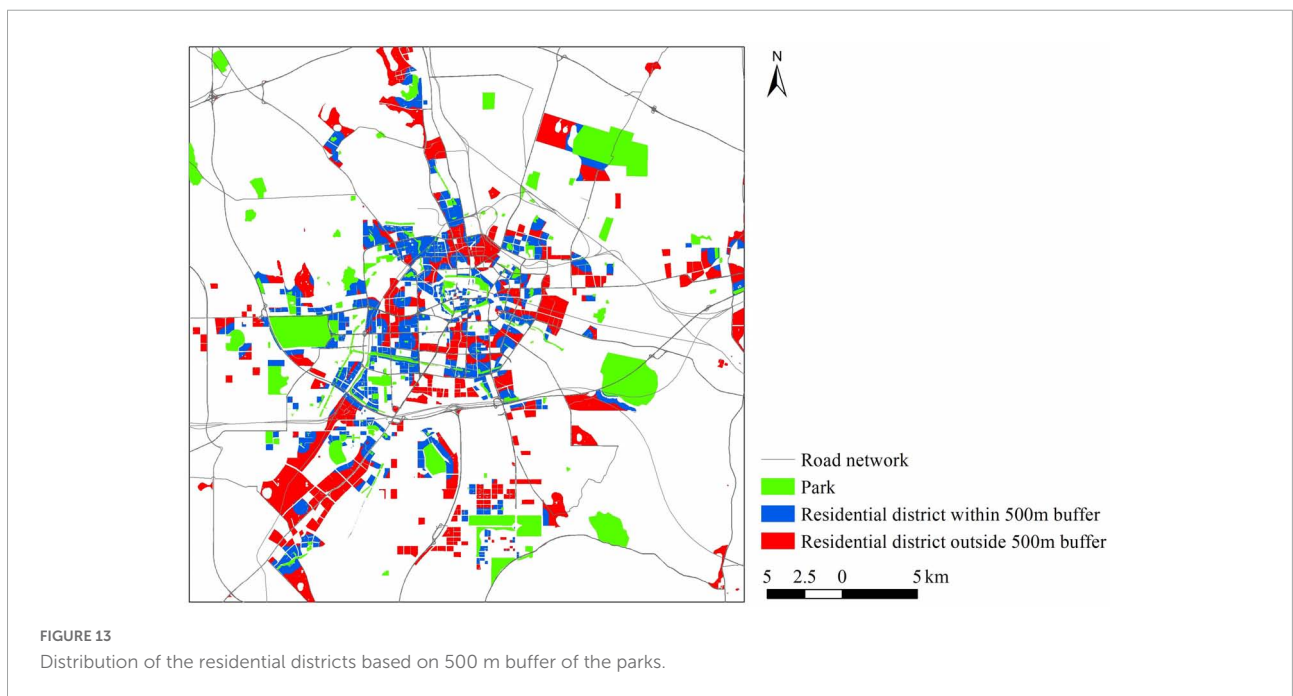 N
Road network
Park
Residential district within 500m buffer
Residential district outside 500m buffer
5 2.5 0 5 km
FIGURE 13
Distribution of the residential districts based on 500 m buffer of the parks.